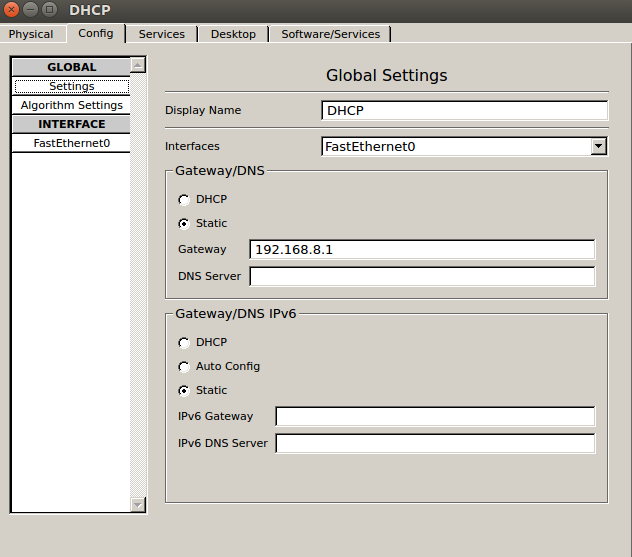 DHCP
Physical Config Services Desktop Software/Services
GLOBAL
Settings
Algorithm Settings
INTERFACE
FastEthernet0
Global Settings
Display Name DHCP
Interfaces FastEthernet0
Gateway/DNS
DHCP
Static
Gateway 192.168.8.1
DNS Server
Gateway/DNS IPv6
DHCP
Auto Config
Static
IPv6 Gateway
IPv6 DNS Server